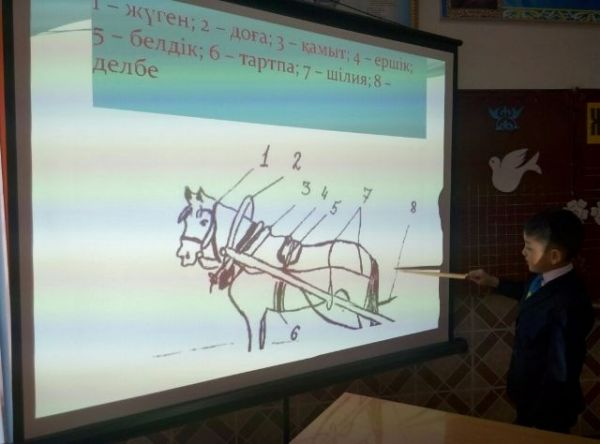 1 – жүген; 2 – доға; 3 – қамыт; 4 – ершік;
5 – белдік; 6 – тартпа; 7 – шілия; 8 –
делбе
1 2
3 4 5 7 8
6